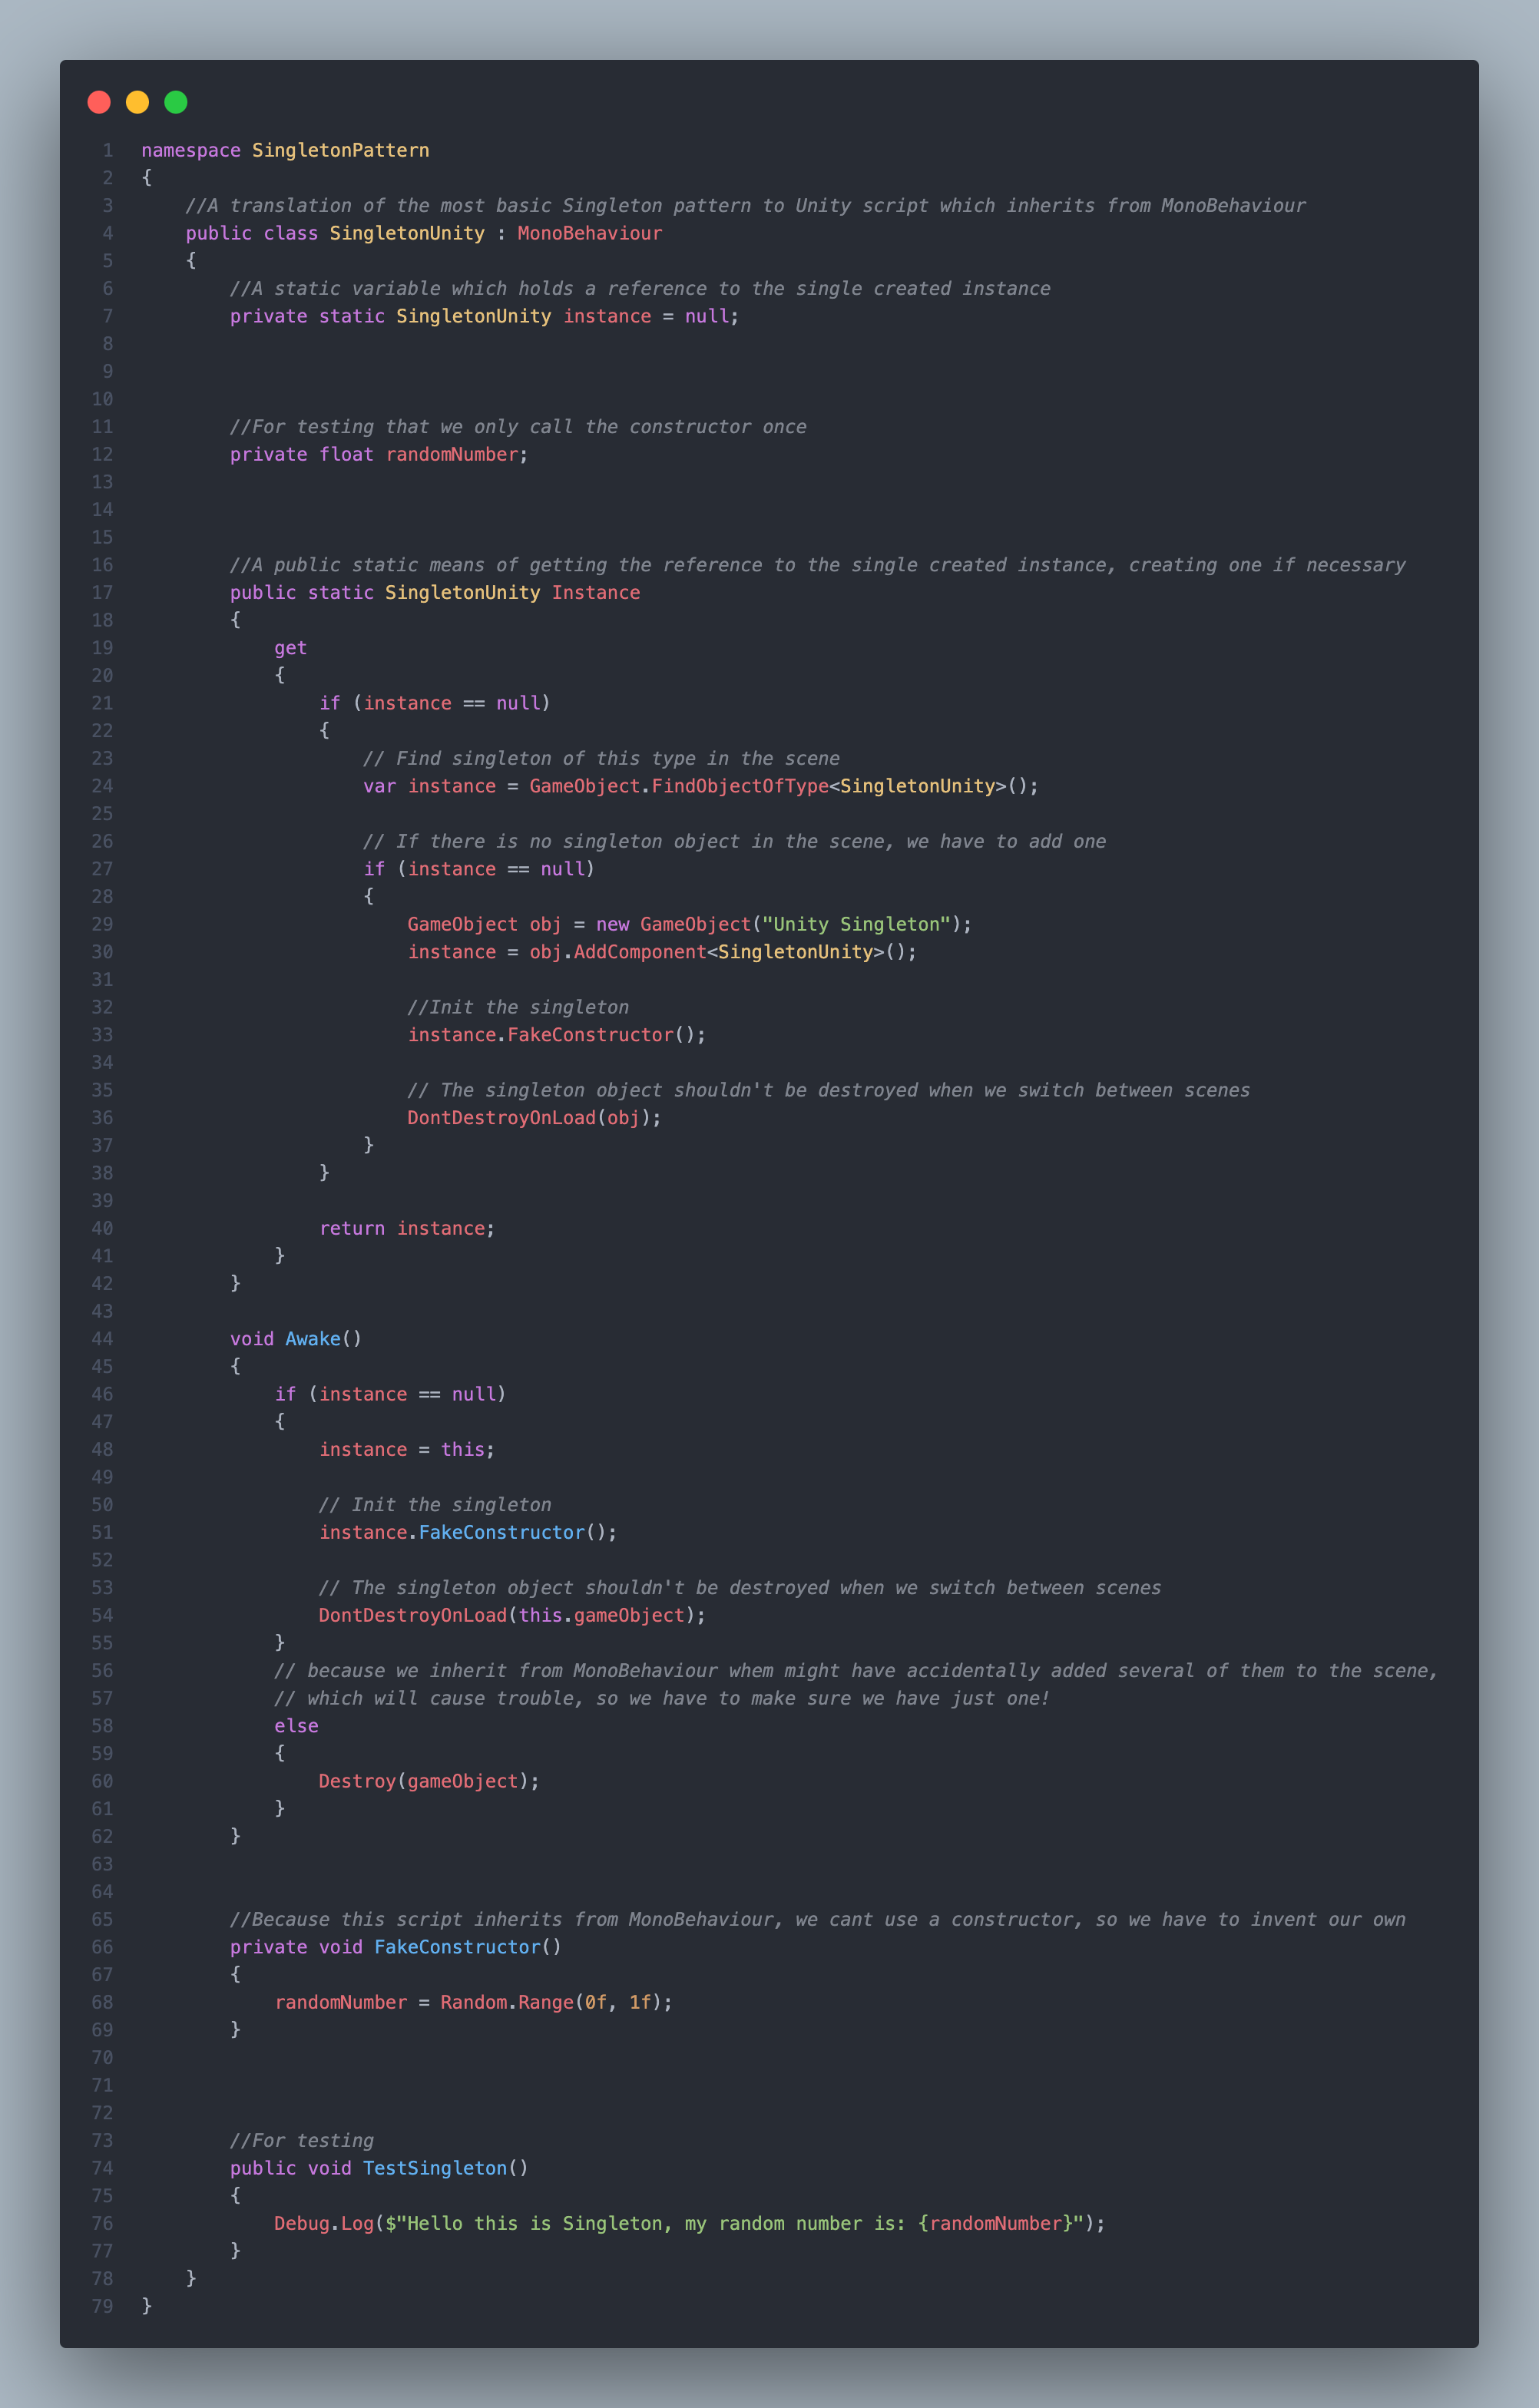 1 namespace SingletonPattern
2 {
3     //A translation of the most basic Singleton pattern to Unity script which inherits from MonoBehaviour
4     public class SingletonUnity : MonoBehaviour
5     {
6         //A static variable which holds a reference to the single created instance
7         private static SingletonUnity instance = null;
8
9
10
11         //For testing that we only call the constructor once
12         private float randomNumber;
13
14
15
16         //A public static means of getting the reference to the single created instance, creating one if necessary
17         public static SingletonUnity Instance
18         {
19             get
20             {
21                 if (instance == null)
22                 {
23                     // Find singleton of this type in the scene
24                     var instance = GameObject.FindObjectOfType<SingletonUnity>();
25
26                     // If there is no singleton object in the scene, we have to add one
27                     if (instance == null)
28                     {
29                         GameObject obj = new GameObject("Unity Singleton");
30                         instance = obj.AddComponent<SingletonUnity>();
31
32                         //Init the singleton
33                         instance.FakeConstructor();
34
35                         // The singleton object shouldn't be destroyed when we switch between scenes
36                         DontDestroyOnLoad(obj);
37                     }
38                 }
39
40                 return instance;
41             }
42         }
43
44         void Awake()
45         {
46             if (instance == null)
47             {
48                 instance = this;
49
50                 // Init the singleton
51                 instance.FakeConstructor();
52
53                 // The singleton object shouldn't be destroyed when we switch between scenes
54                 DontDestroyOnLoad(this.gameObject);
55             }
56             // because we inherit from MonoBehaviour whem might have accidentally added several of them to the scene,
57             // which will cause trouble, so we have to make sure we have just one!
58             else
59             {
60                 Destroy(gameObject);
61             }
62         }
63
64
65         //Because this script inherits from MonoBehaviour, we cant use a constructor, so we have to invent our own
66         private void FakeConstructor()
67         {
68             randomNumber = Random.Range(0f, 1f);
69         }
70
71
72
73         //For testing
74         public void TestSingleton()
75         {
76             Debug.Log($"Hello this is Singleton, my random number is: {randomNumber}");
77         }
78     }
79 }